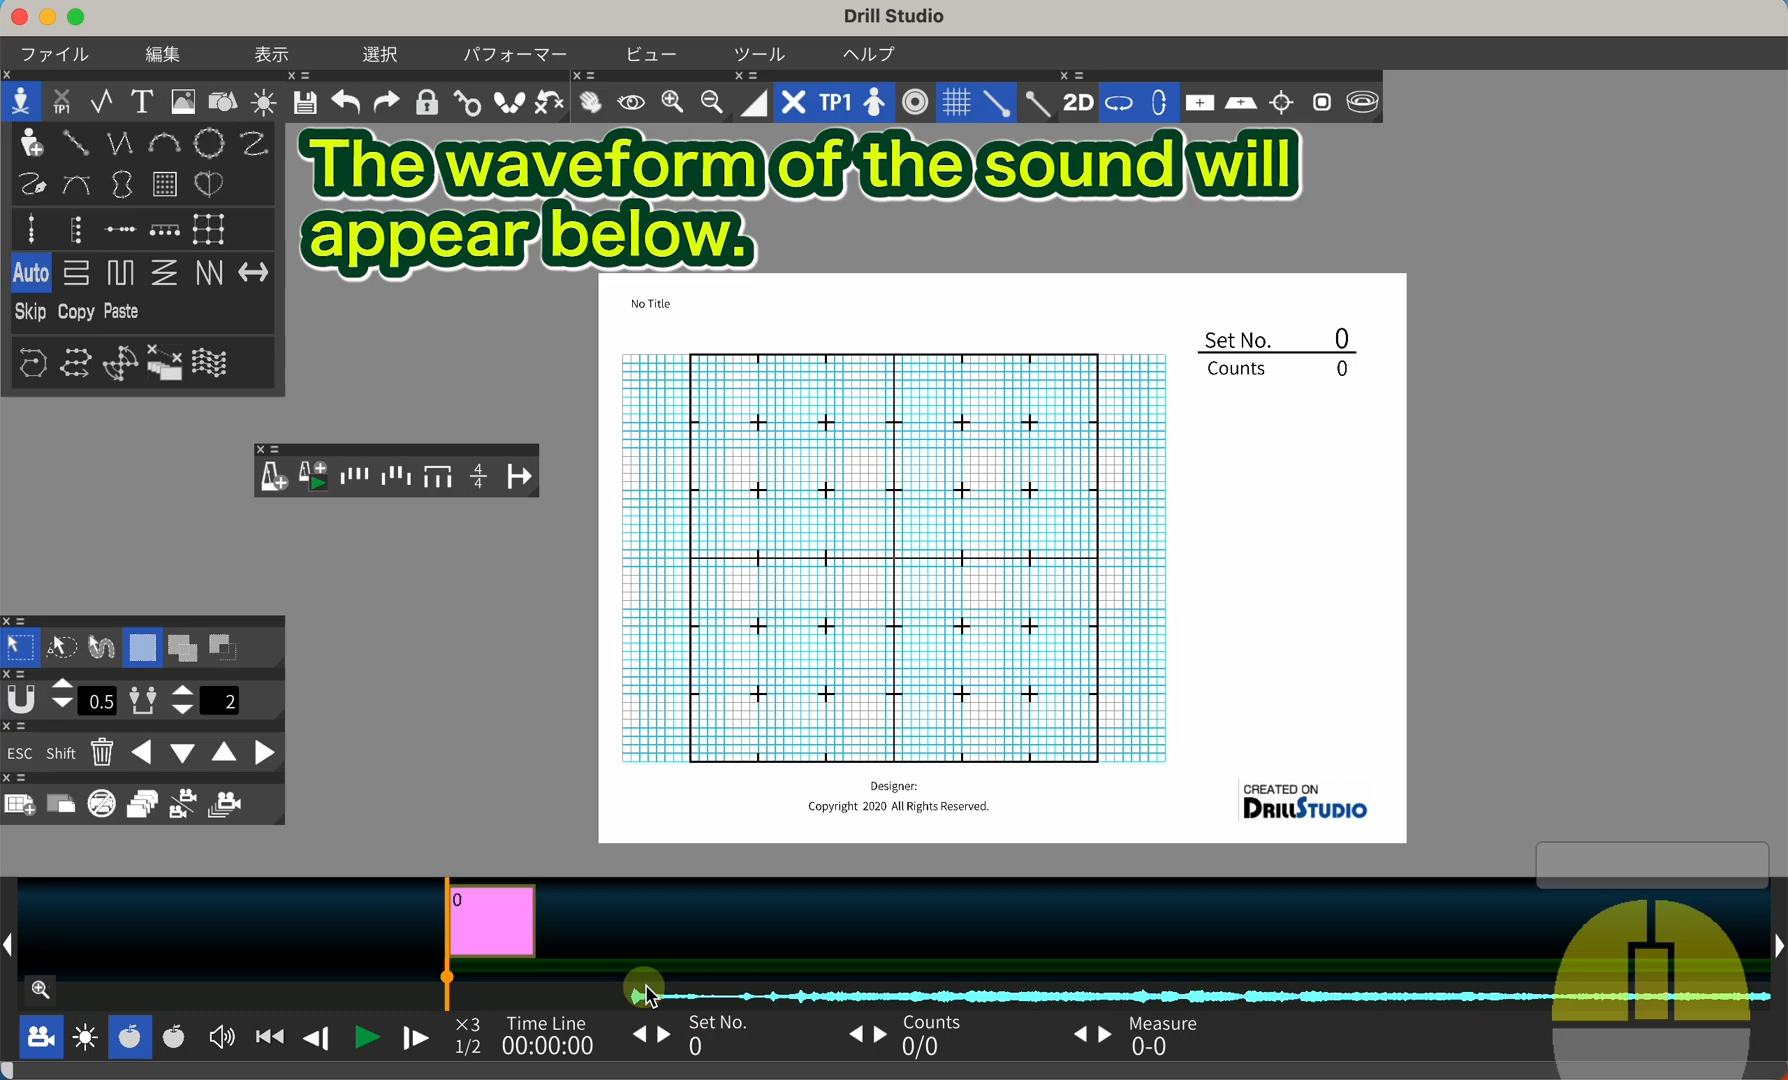 Drill Studio
ファイル 編集 表示 選択 パフォーマー ビュー ツール ヘルプ
TP1 T TP1 2D
The waveform of the sound will
appear below.
Auto
Skip Copy Paste
No Title
Set No. 0
Counts 0
4/4
0.5 2
ESC Shift
Designer:
Copyright 2020 All Rights Reserved.
CREATED ON
DRILLSTUDIO
0
×3 Time Line Set No. Counts Measure
1/2 00:00:00 0 0/0 0-0